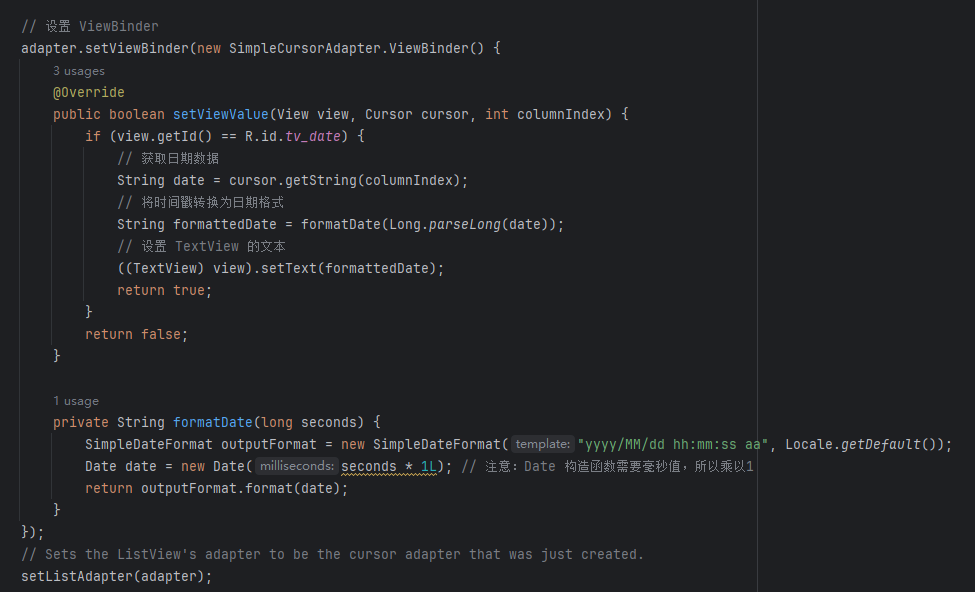 // 设置 ViewBinder
adapter.setViewBinder(new SimpleCursorAdapter.ViewBinder() {
3 usages
@Override
public boolean setViewValue(View view, Cursor cursor, int columnIndex) {
if (view.getId() == R.id.tv_date) {
// 获取日期数据
String date = cursor.getString(columnIndex);
// 将时间戳转换为日期格式
String formattedDate = formatDate(Long.parseLong(date));
// 设置 TextView 的文本
((TextView) view).setText(formattedDate);
return true;
}
return false;
}
1 usage
private String formatDate(long seconds) {
SimpleDateFormat outputFormat = new SimpleDateFormat( template: "yyyy/MM/dd hh:mm:ss aa", Locale.getDefault());
Date date = new Date( milliseconds: seconds * 1L); // 注意：Date 构造函数需要毫秒值，所以乘以1
return outputFormat.format(date);
}
});
// Sets the ListView's adapter to be the cursor adapter that was just created.
setListAdapter(adapter);